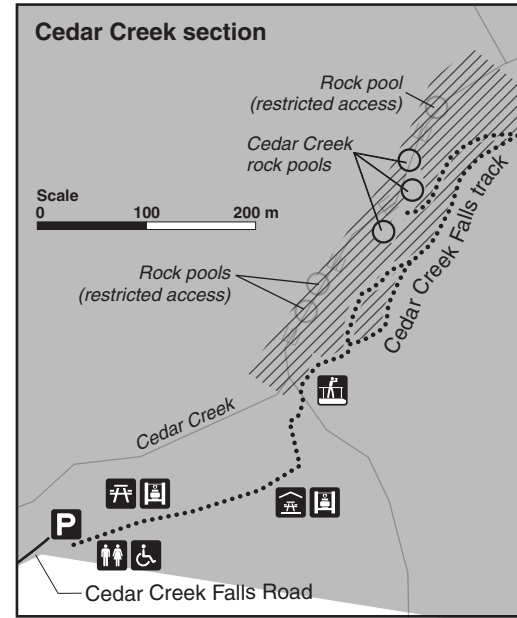 Cedar Creek section
Rock pool
(restricted access)
Cedar Creek
rock pools
Scale
0 100 200 m
Cedar Creek Falls track
Rock pools
(restricted access)
Cedar Creek
P
Cedar Creek Falls Road